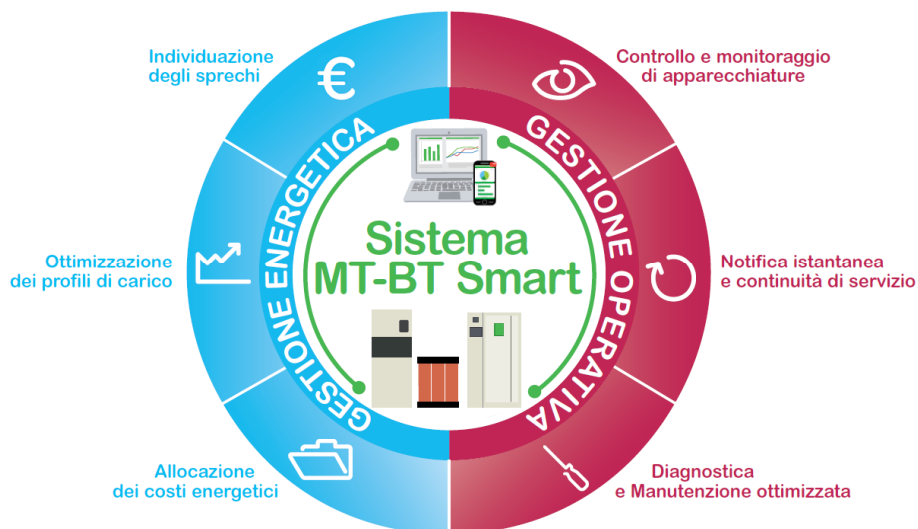 Individuazione
degli sprechi
€
Controllo e monitoraggio
di apparecchiature
GESTIONE ENERGETICA
GESTIONE OPERATIVA
Sistema
MT-BT Smart
Ottimizzazione
dei profili di carico
Notifica istantanea
e continuità di servizio
Allocazione
dei costi energetici
Diagnostica
e Manutenzione ottimizzata